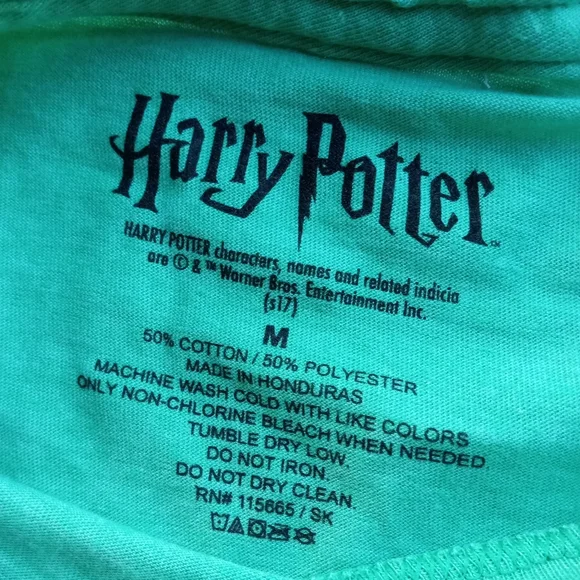 Harry Potter™
HARRY POTTER characters, names and related indicia
are © & ™ Warner Bros. Entertainment Inc.
(s17)
M
50% COTTON / 50% POLYESTER
MADE IN HONDURAS
MACHINE WASH COLD WITH LIKE COLORS
ONLY NON-CHLORINE BLEACH WHEN NEEDED
TUMBLE DRY LOW.
DO NOT IRON.
DO NOT DRY CLEAN.
RN# 115665 / SK